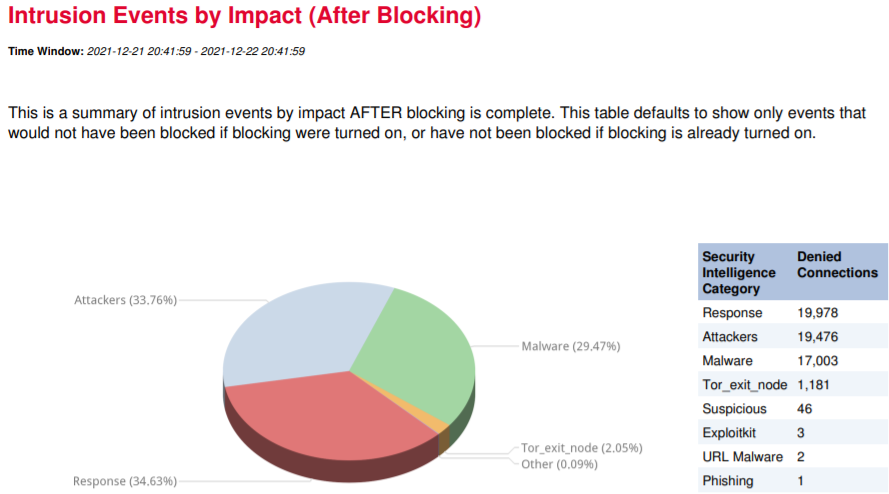 Intrusion Events by Impact (After Blocking)
Time Window: 2021-12-21 20:41:59 - 2021-12-22 20:41:59
This is a summary of intrusion events by impact AFTER blocking is complete. This table defaults to show only events that
would not have been blocked if blocking were turned on, or have not been blocked if blocking is already turned on.
Attackers (33.76%)
Malware (29.47%)
Tor_exit_node (2.05%)
Other (0.09%)
Response (34.63%)
Security Denied
Intelligence Connections
Category
Response 19,978
Attackers 19,476
Malware 17,003
Tor_exit_node 1,181
Suspicious 46
Exploitkit 3
URL Malware 2
Phishing 1